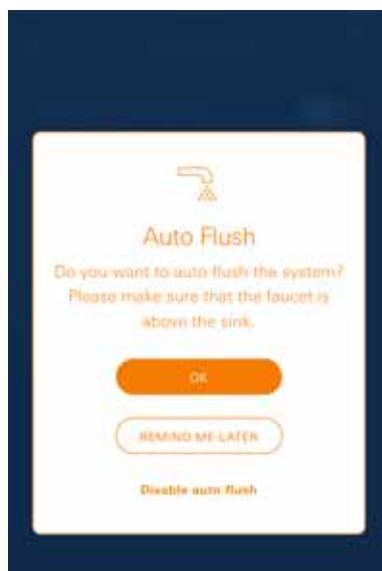 Auto Flush
Do you want to auto flush the system?
Please make sure that the faucet is
above the sink.
OK
REMIND ME LATER
Disable auto flush